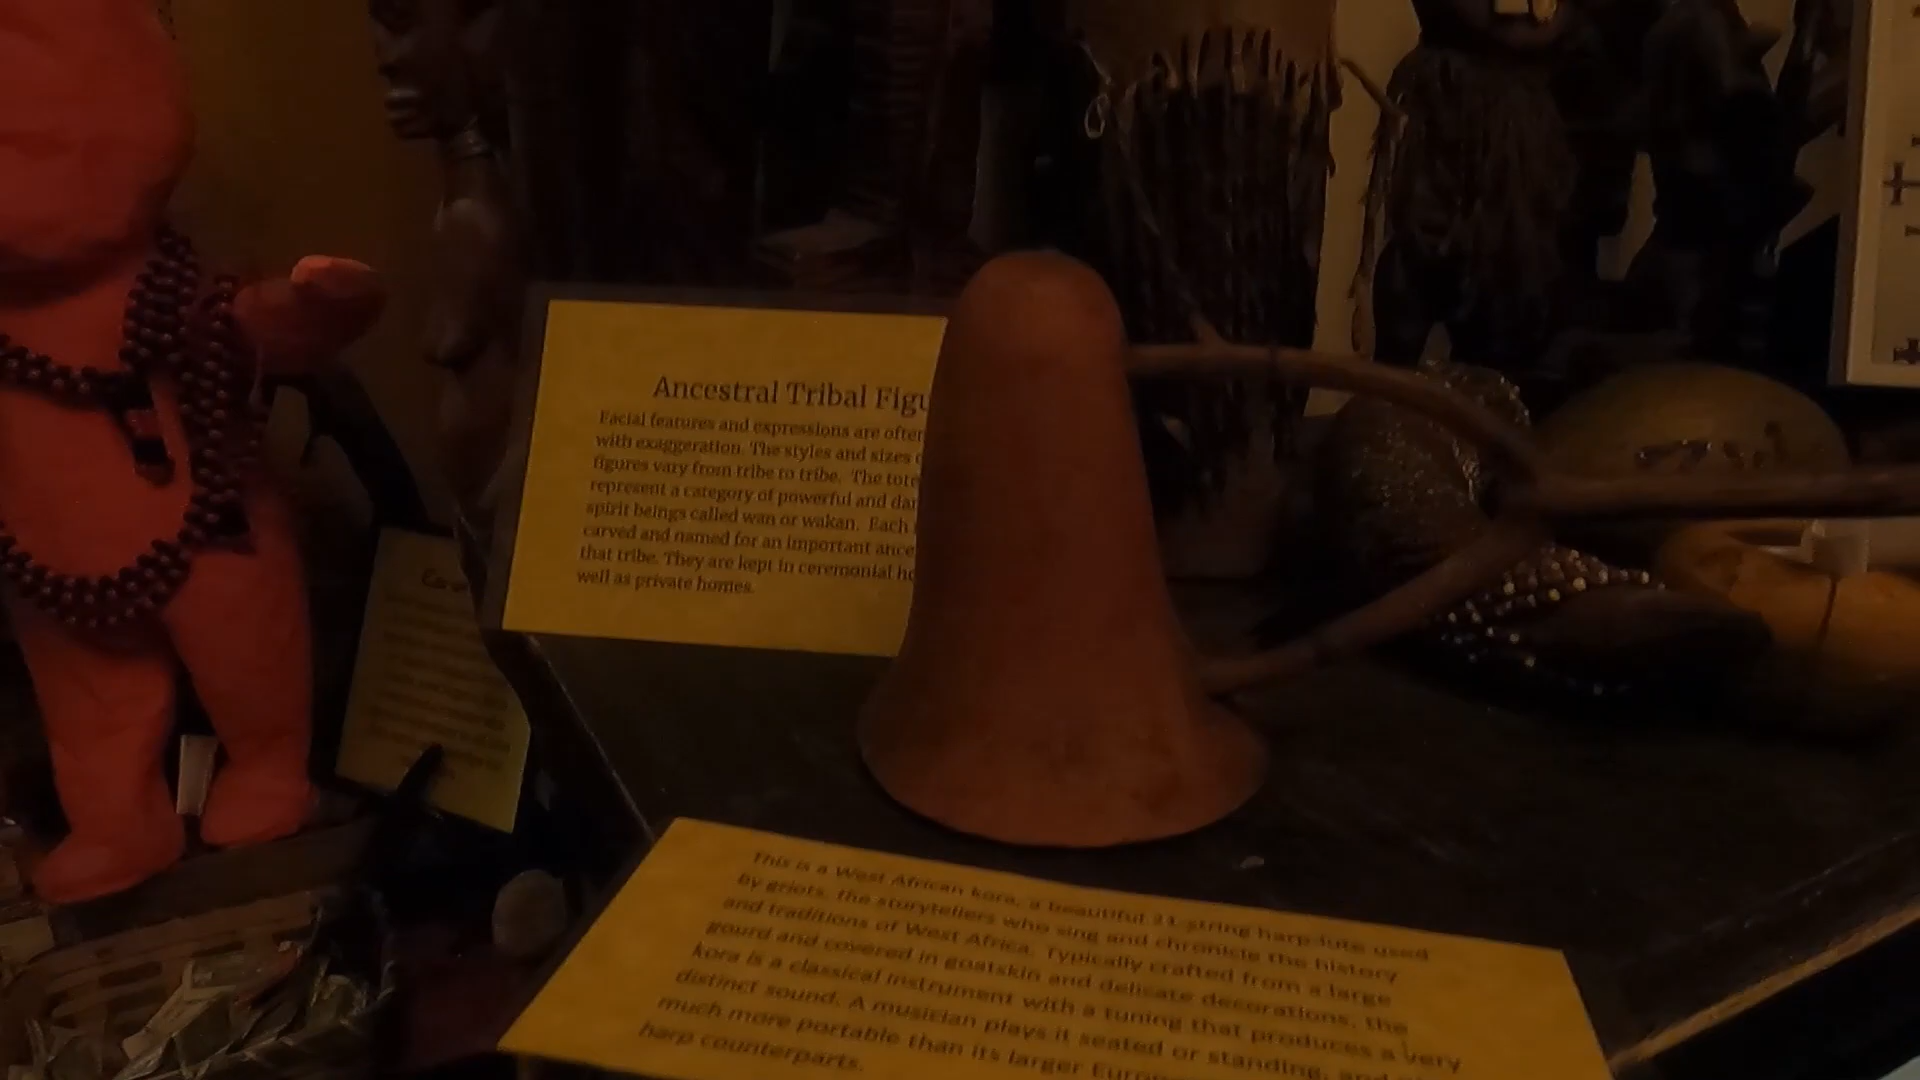 Ancestral Tribal Figu
Facial features and expressions are often
with exaggeration. The styles and sizes
figures vary from tribe to tribe. The tote
represent a category of powerful and dan
spirit beings called wan or wakan. Each
carved and named for an important ance
that tribe. They are kept in ceremonial ho
well as private homes.
This is a West African kora, a beautiful 21-string harp-lute used
by griots, the storytellers who sing and chronicle the history
and traditions of West Africa. Typically crafted from a large
gourd and covered in goatskin and delicate decorations, the
kora is a classical instrument with a tuning that produces a very
distinct sound. A musician plays it seated or standing, and
much more portable than its larger Europ
harp counterparts.